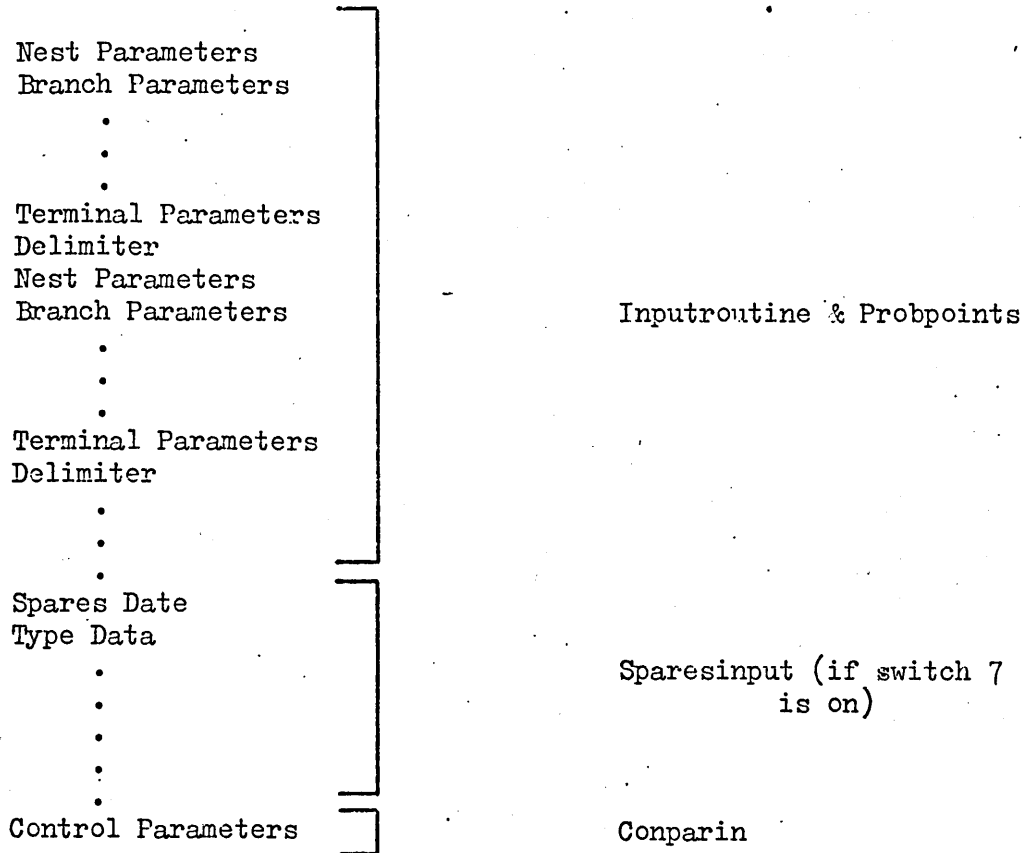 Nest Parameters
Branch Parameters
.
.
.
Terminal Parameters
Delimiter
Nest Parameters
Branch Parameters
Inputroutine & Probpoints
.
.
.
Terminal Parameters
Delimiter
.
.
.
Spares Date
Type Data
Sparesinput (if switch 7
is on)
.
.
.
.
.
Control Parameters
Conparin